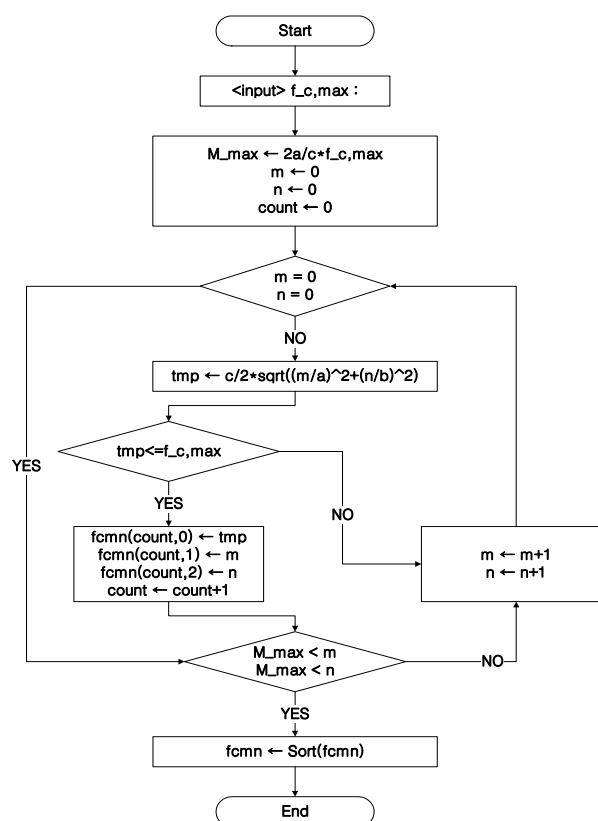 Start
<input> f_c,max :
M_max ← 2a/c*f_c,max
m ← 0
n ← 0
count ← 0
m = 0
n = 0
NO
tmp ← c/2*sqrt((m/a)^2+(n/b)^2)
tmp<=f_c,max
YES
YES
NO
fcmn(count,0) ← tmp
fcmn(count,1) ← m
fcmn(count,2) ← n
count ← count+1
m ← m+1
n ← n+1
M_max < m
M_max < n
NO
YES
fcmn ← Sort(fcmn)
End